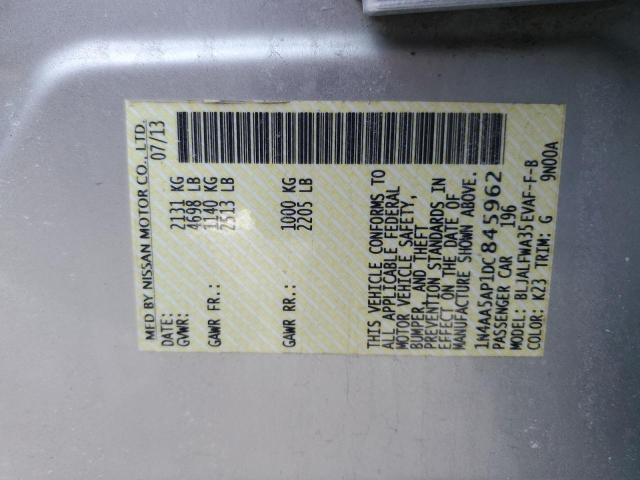 MFD BY NISSAN MOTOR CO., LTD.
DATE: 07/13
GVWR: 2131 KG
4698 LB
GAWR FR.: 1140 KG
2513 LB
GAWR RR.: 1000 KG
2205 LB
THIS VEHICLE CONFORMS TO
ALL APPLICABLE FEDERAL
MOTOR VEHICLE SAFETY,
BUMPER, AND THEFT
PREVENTION STANDARDS IN
EFFECT ON THE DATE OF
MANUFACTURE SHOWN ABOVE.
1N4AA5AP1DC845962
PASSENGER CAR 196
MODEL: BLJALFWA35EVAF-F-B
COLOR: K23 TRIM: G 9N00A